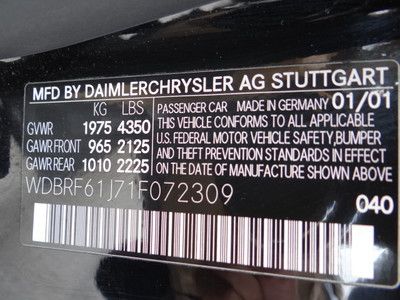 MFD BY DAIMLERCHRYSLER AG STUTTGART
KG LBS
GVWR 1975 4350
GAWR FRONT 965 2125
GAWR REAR 1010 2225
PASSENGER CAR MADE IN GERMANY 01/01
THIS VEHICLE CONFORMS TO ALL APPLICABLE
U.S. FEDERAL MOTOR VEHICLE SAFETY, BUMPER
AND THEFT PREVENTION STANDARDS IN EFFECT
ON THE DATE OF MANUFACTURE SHOWN ABOVE
WDBRF61J71F072309
040